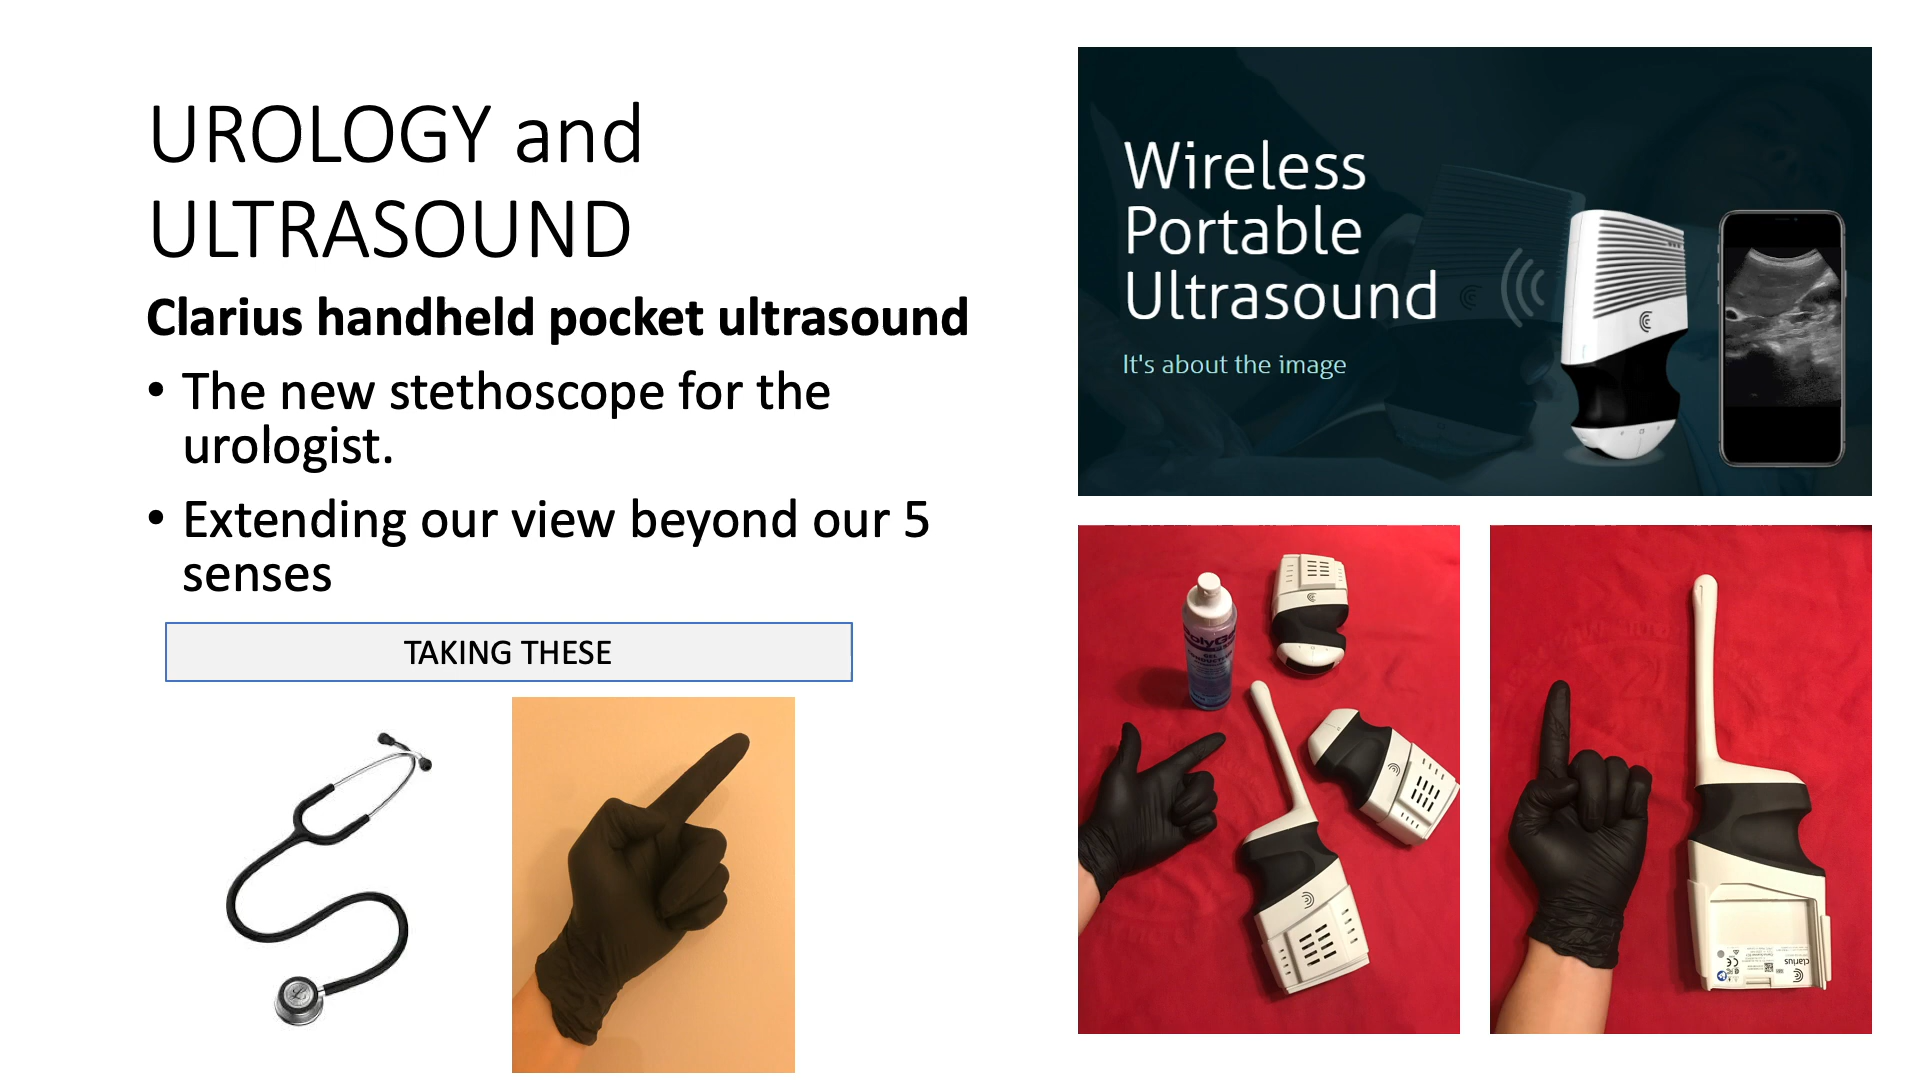 UROLOGY and
ULTRASOUND
Clarius handheld pocket ultrasound
• The new stethoscope for the
urologist.
• Extending our view beyond our 5
senses
TAKING THESE
Wireless
Portable
Ultrasound
It's about the image
clarius